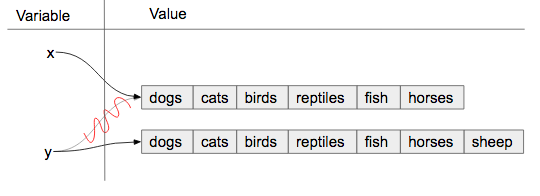 Variable Value
x
dogs cats birds reptiles fish horses
y
dogs cats birds reptiles fish horses sheep